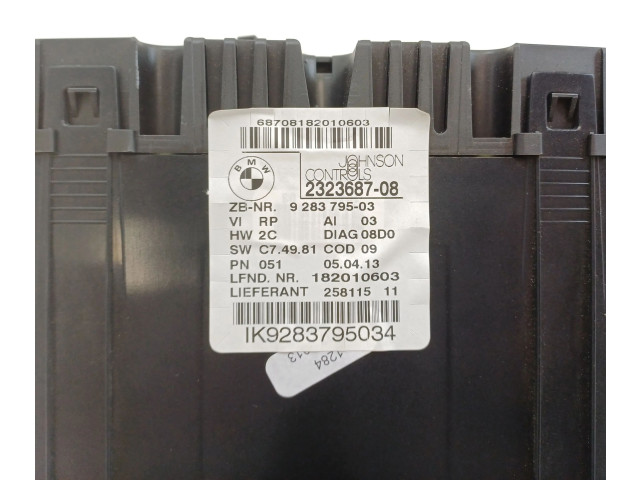 68708182010603
BMW
JOHNSON
CONTROLS
2323687-08
ZB-NR. 9 283 795-03
VI RP AI 03
HW 2C DIAG 08D0
SW C7.49.81 COD 09
PN 051 05.04.13
LFND. NR. 182010603
LIEFERANT 258115 11
IK9283795034
1284